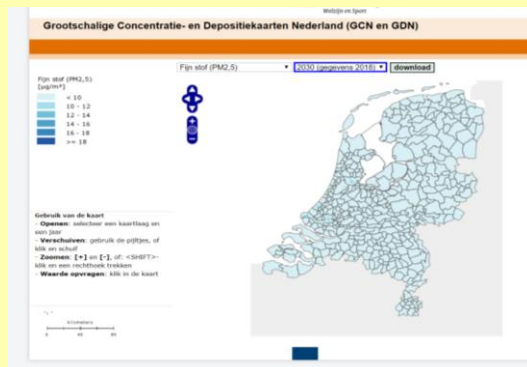 Welzijn en Sport
Grootschalige Concentratie- en Depositiekaarten Nederland (GCN en GDN)
Fijn stof (PM2,5) 2030 (gegevens 2016) download
Fijn stof (PM2,5)
[µg/m³]
< 10
10 - 12
12 - 14
14 - 16
16 - 18
>= 18
Gebruik van de kaart
- Openen: selecteer een kaartlaag en
een jaar
- Verschuiven: gebruik de pijltjes, of
klik en schuif
- Zoomen: [+] en [-], of: <SHIFT>-
klik en een rechthoek trekken
- Waarde opvragen: klik in de kaart
Kilometers
0 40 80